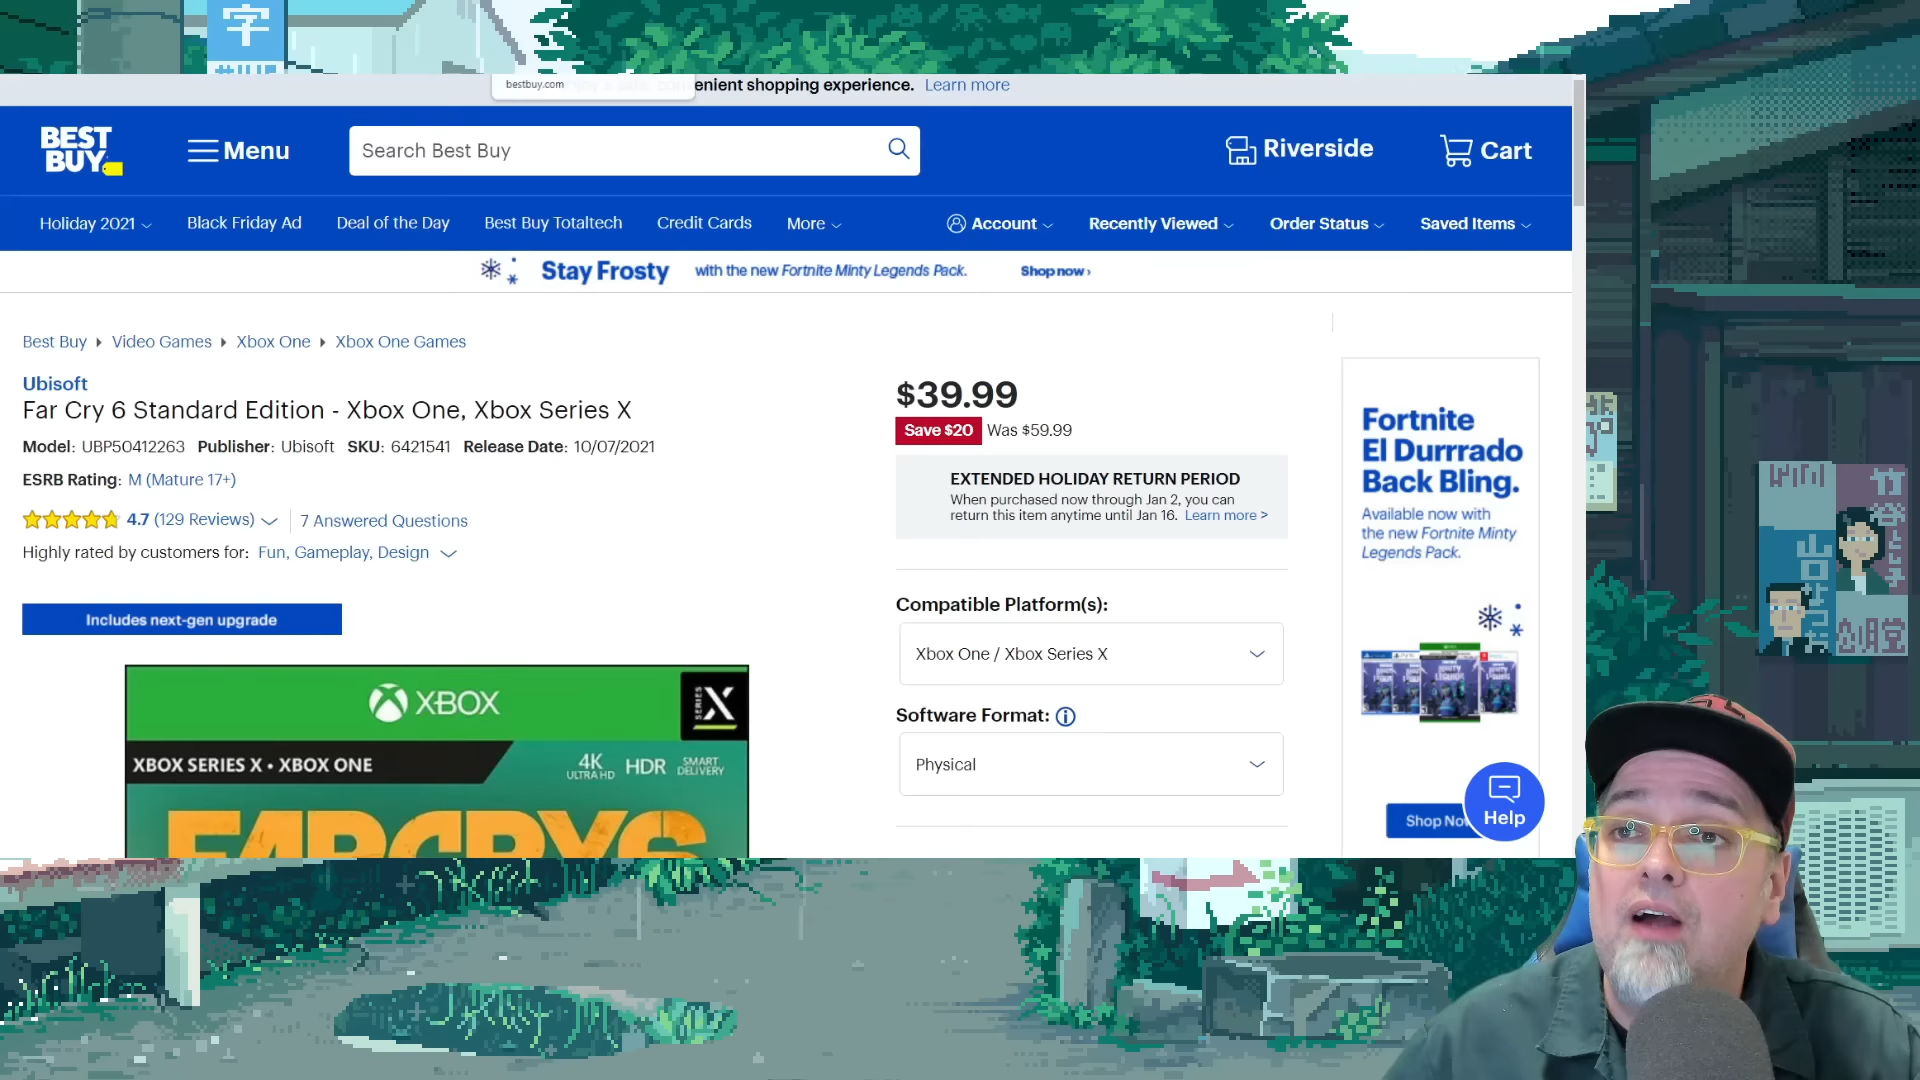 字
bestbuy.com
enient shopping experience. Learn more
BEST
BUY
Menu
Search Best Buy
Riverside
Cart
Holiday 2021
Black Friday Ad
Deal of the Day
Best Buy Totaltech
Credit Cards
More
Account
Recently Viewed
Order Status
Saved Items
Stay Frosty with the new Fortnite Minty Legends Pack. Shop now ›
Best Buy
Video Games
Xbox One
Xbox One Games
Ubisoft
Far Cry 6 Standard Edition - Xbox One, Xbox Series X
Model: UBP50412263 Publisher: Ubisoft SKU: 6421541 Release Date: 10/07/2021
ESRB Rating: M (Mature 17+)
4.7 (129 Reviews)
7 Answered Questions
Highly rated by customers for: Fun, Gameplay, Design
Includes next-gen upgrade
XBOX
SERIES X
XBOX SERIES X • XBOX ONE
4K
ULTRA HD
HDR
SMART
DELIVERY
FARCRY6
$39.99
Save $20 Was $59.99
EXTENDED HOLIDAY RETURN PERIOD
When purchased now through Jan 2, you can
return this item anytime until Jan 16. Learn more >
Compatible Platform(s):
Xbox One / Xbox Series X
Software Format:
Physical
Fortnite
El Durrrado
Back Bling.
Available now with
the new Fortnite Minty
Legends Pack.
Shop No
Help